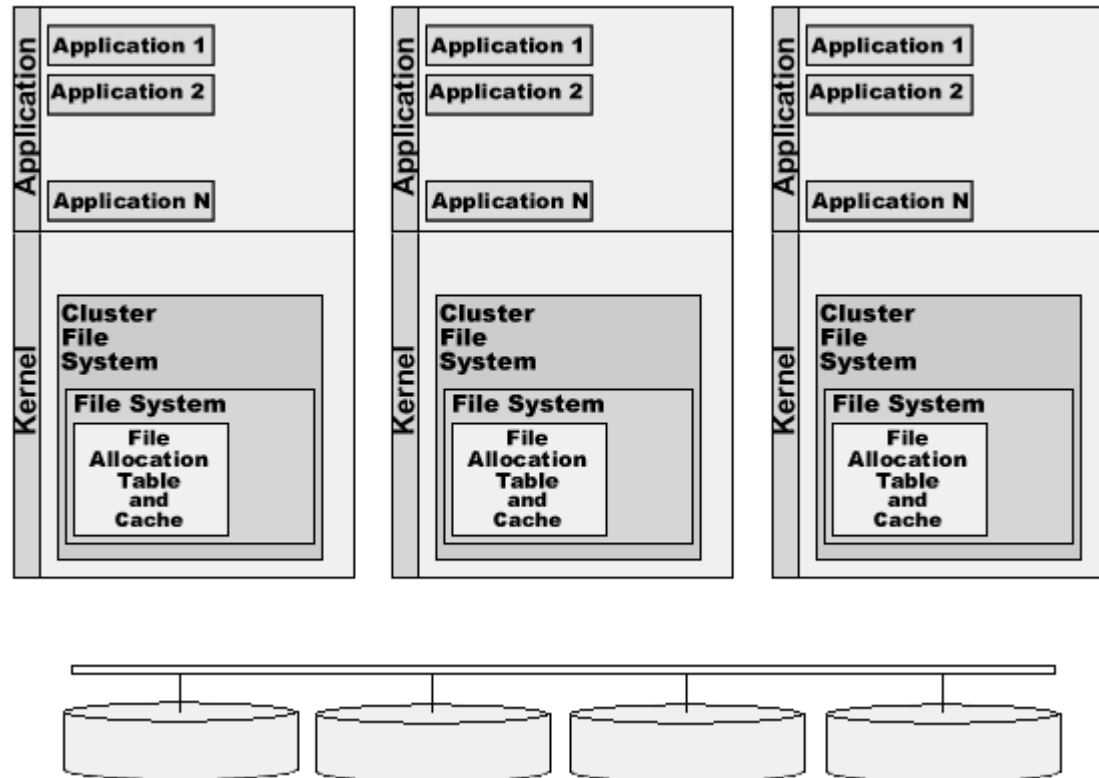 Application
Application 1
Application 2
Application N
Kernel
Cluster
File
System
File System
File
Allocation
Table
and
Cache
Application
Application 1
Application 2
Application N
Kernel
Cluster
File
System
File System
File
Allocation
Table
and
Cache
Application
Application 1
Application 2
Application N
Kernel
Cluster
File
System
File System
File
Allocation
Table
and
Cache